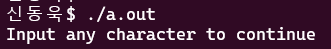 신동욱$ ./a.out
Input any character to continue